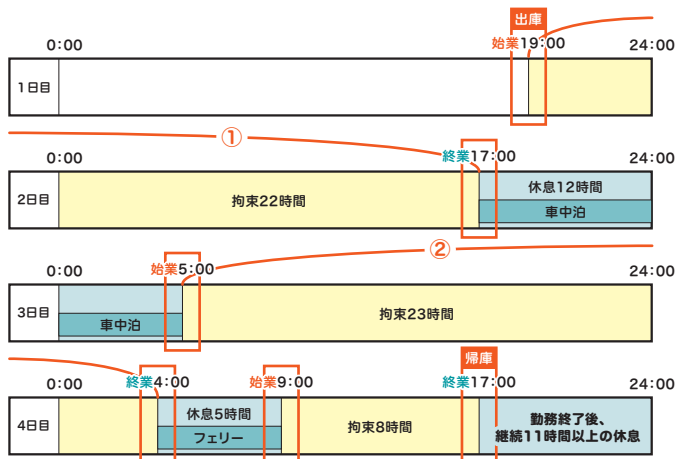 出庫
0:00 始業19:00 24:00
1日目
①
0:00 終業17:00 24:00
2日目 拘束22時間 休息12時間
車中泊
②
0:00 始業5:00 24:00
3日目 車中泊 拘束23時間
帰庫
0:00 終業4:00 始業9:00 終業17:00 24:00
4日目 休息5時間 拘束8時間 勤務終了後、
フェリー 継続11時間以上の休息